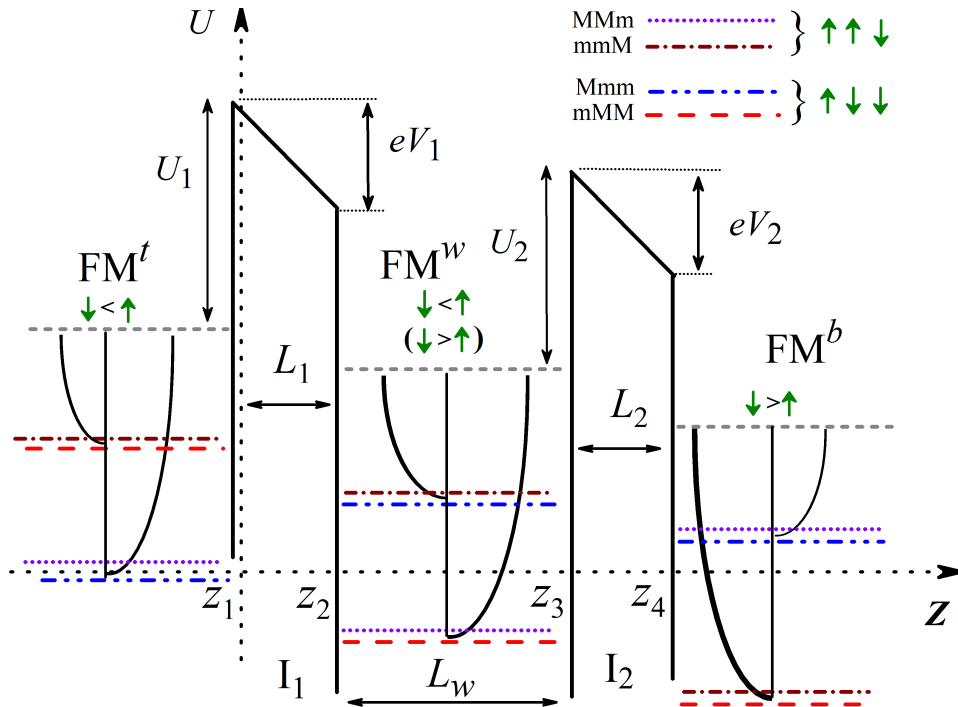 U
MMm
mmM
} ↑ ↑ ↓
Mmm
mMM
} ↑ ↓ ↓
U₁
eV₁
U₂
eV₂
FMᵗ
↓ < ↑
FMʷ
↓ < ↑
(↓ > ↑)
FMᵇ
↓ > ↑
L₁
L₂
z₁
z₂
z₃
z₄
Z
I₁
L_w
I₂